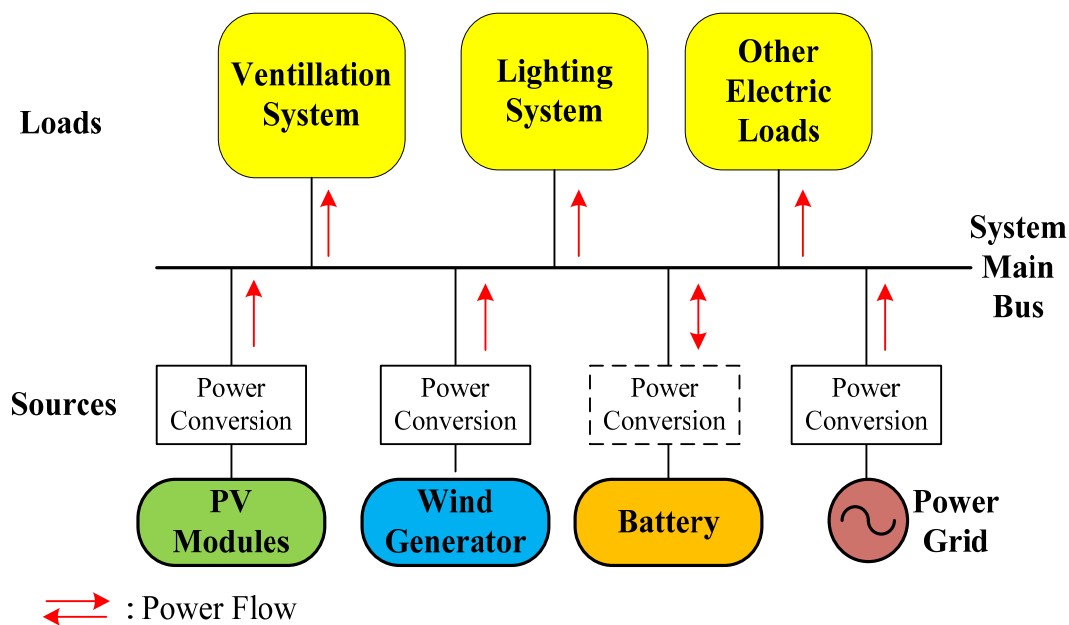 Loads
Ventillation
System
Lighting
System
Other
Electric
Loads
System
Main
Bus
Sources
Power
Conversion
Power
Conversion
Power
Conversion
Power
Conversion
PV
Modules
Wind
Generator
Battery
Power
Grid
: Power Flow